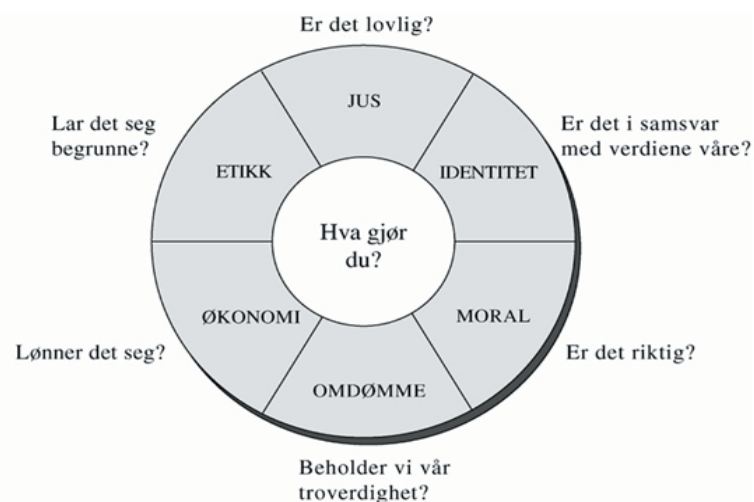 Er det lovlig?
JUS
Er det i samsvar
med verdiene våre?
IDENTITET
MORAL
Er det riktig?
OMDØMME
Beholder vi vår
troverdighet?
ØKONOMI
Lønner det seg?
ETIKK
Lar det seg
begrunne?
Hva gjør
du?